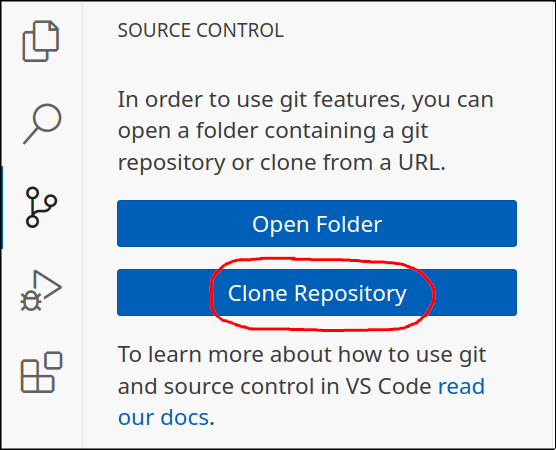 SOURCE CONTROL
In order to use git features, you can
open a folder containing a git
repository or clone from a URL.
Open Folder
Clone Repository
To learn more about how to use git
and source control in VS Code read
our docs.